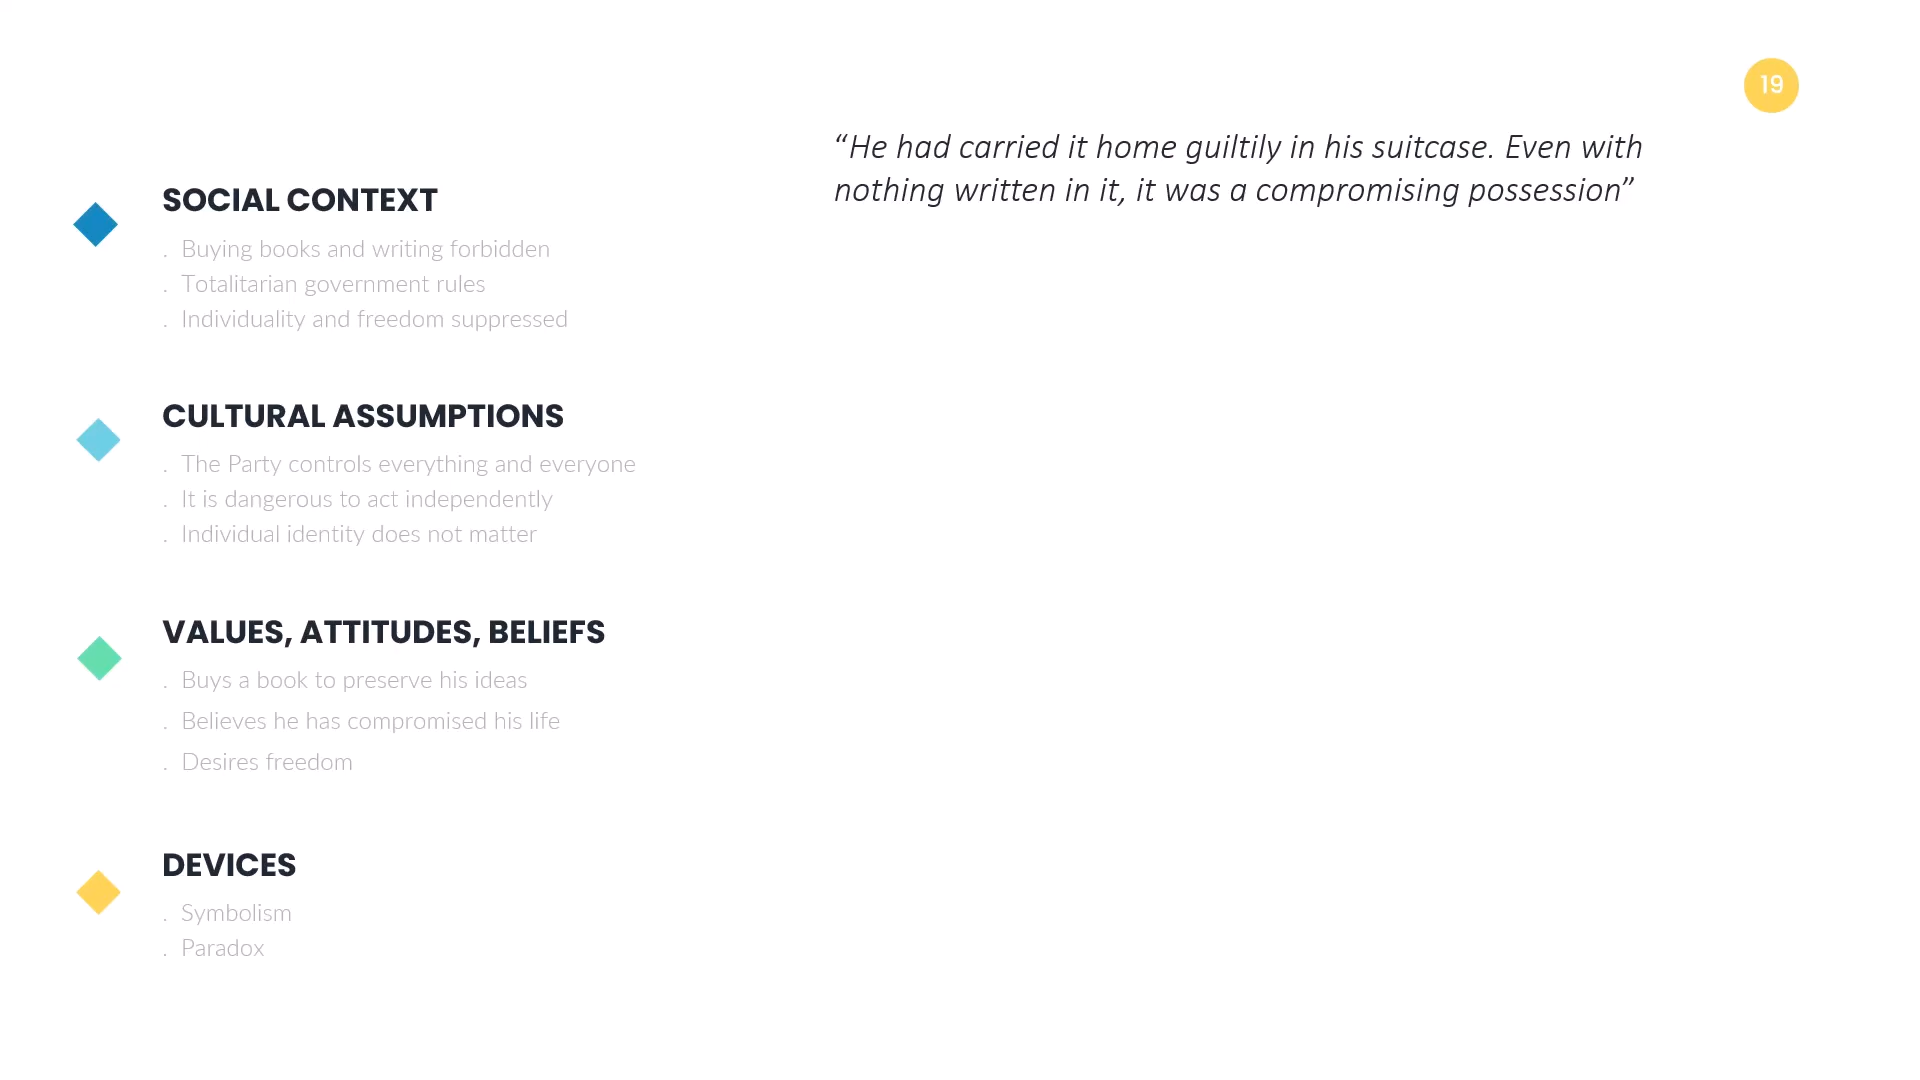 19
“He had carried it home guiltily in his suitcase. Even with
nothing written in it, it was a compromising possession”
SOCIAL CONTEXT
. Buying books and writing forbidden
. Totalitarian government rules
. Individuality and freedom suppressed
CULTURAL ASSUMPTIONS
. The Party controls everything and everyone
. It is dangerous to act independently
. Individual identity does not matter
VALUES, ATTITUDES, BELIEFS
. Buys a book to preserve his ideas
. Believes he has compromised his life
. Desires freedom
DEVICES
. Symbolism
. Paradox